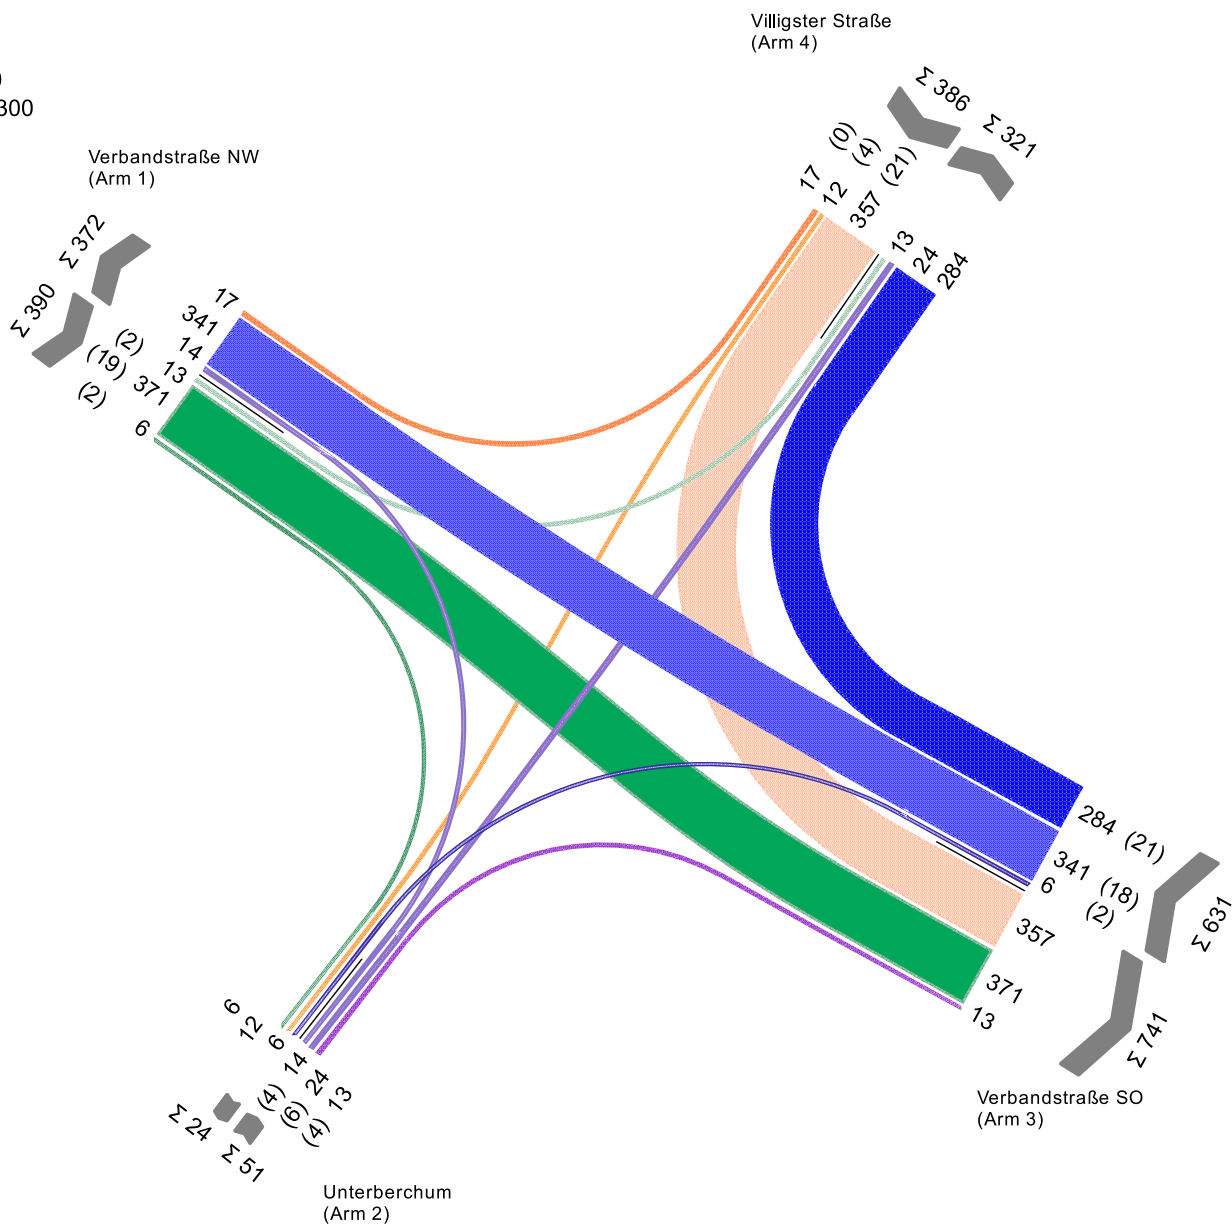 Villigster Straße
(Arm 4)
)
300
Σ 386
Σ 321
(0)
(4)
(21)
17
12
357
13
24
284
Verbandstraße NW
(Arm 1)
Σ 372
Σ 390
17
341
14
13
371
6
(2)
(19)
(2)
284 (21)
341 (18)
6 (2)
357
371
13
Σ 631
Σ 741
Verbandstraße SO
(Arm 3)
6
12
6
14
24
13
(4)
(6)
(4)
Σ 24
Σ 51
Unterberchum
(Arm 2)